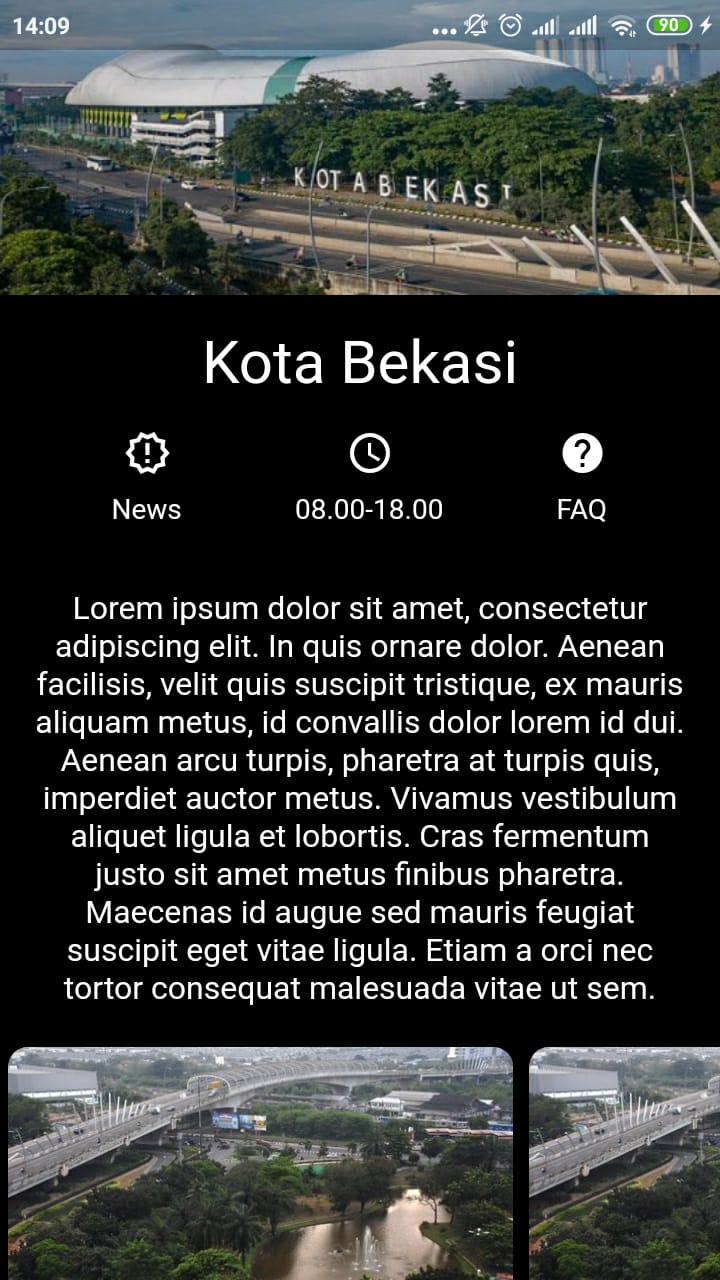 14:09
90
KOTA BEKASI
Kota Bekasi
News
08.00-18.00
FAQ
Lorem ipsum dolor sit amet, consectetur
adipiscing elit. In quis ornare dolor. Aenean
facilisis, velit quis suscipit tristique, ex mauris
aliquam metus, id convallis dolor lorem id dui.
Aenean arcu turpis, pharetra at turpis quis,
imperdiet auctor metus. Vivamus vestibulum
aliquet ligula et lobortis. Cras fermentum
justo sit amet metus finibus pharetra.
Maecenas id augue sed mauris feugiat
suscipit eget vitae ligula. Etiam a orci nec
tortor consequat malesuada vitae ut sem.